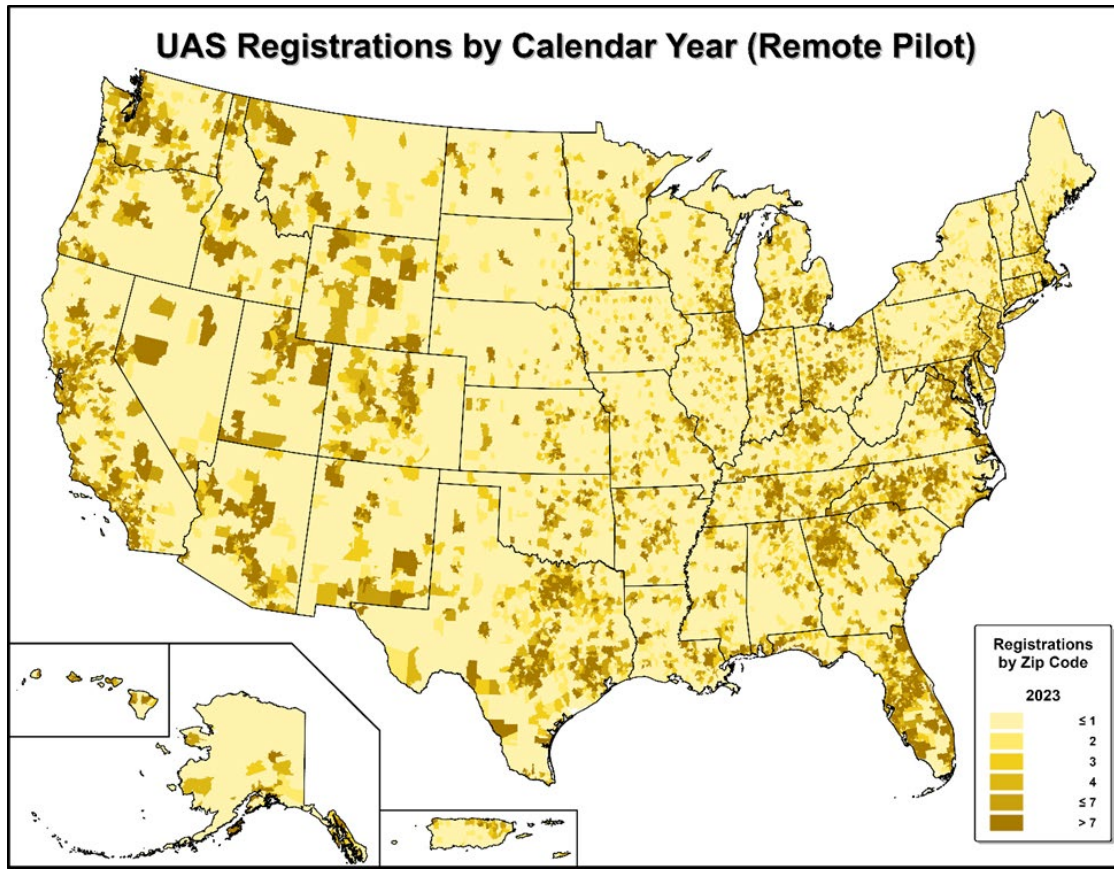 UAS Registrations by Calendar Year (Remote Pilot)
Registrations
by Zip Code
2023
≤ 1
2
3
4
≤ 7
> 7